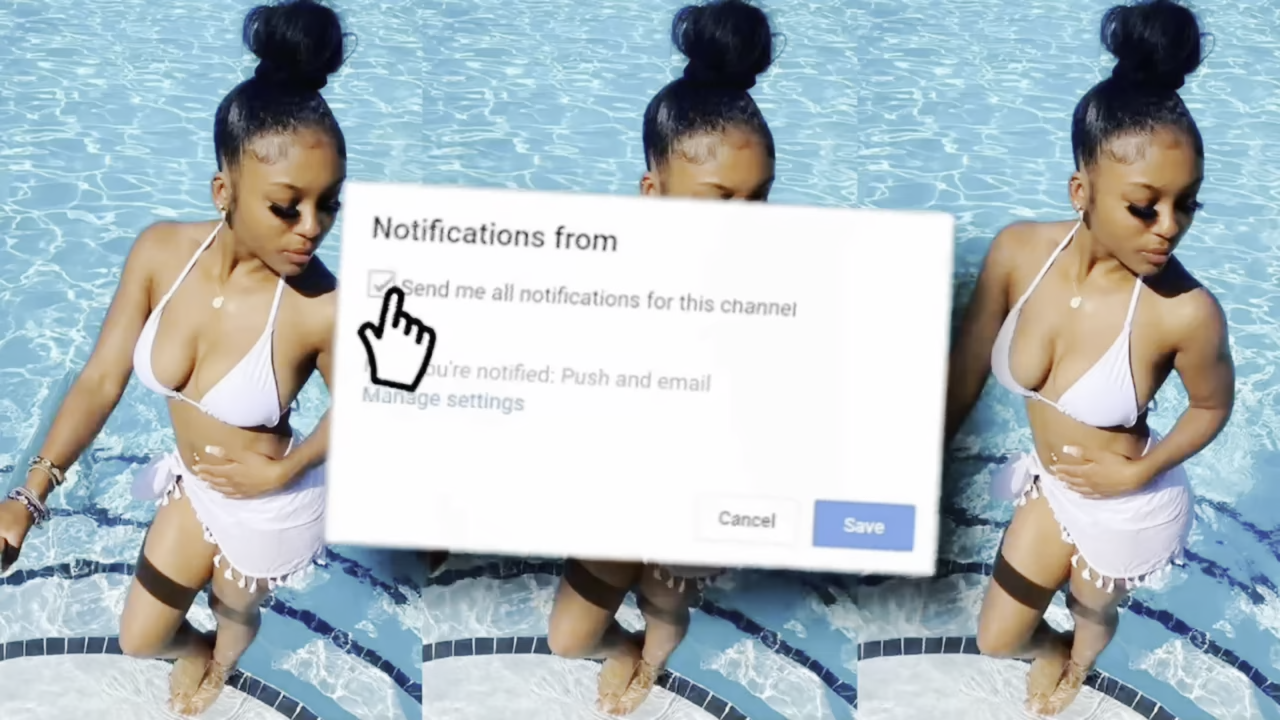 Notifications from
Send me all notifications for this channel
ou're notified: Push and email
Manage settings
Cancel
Save